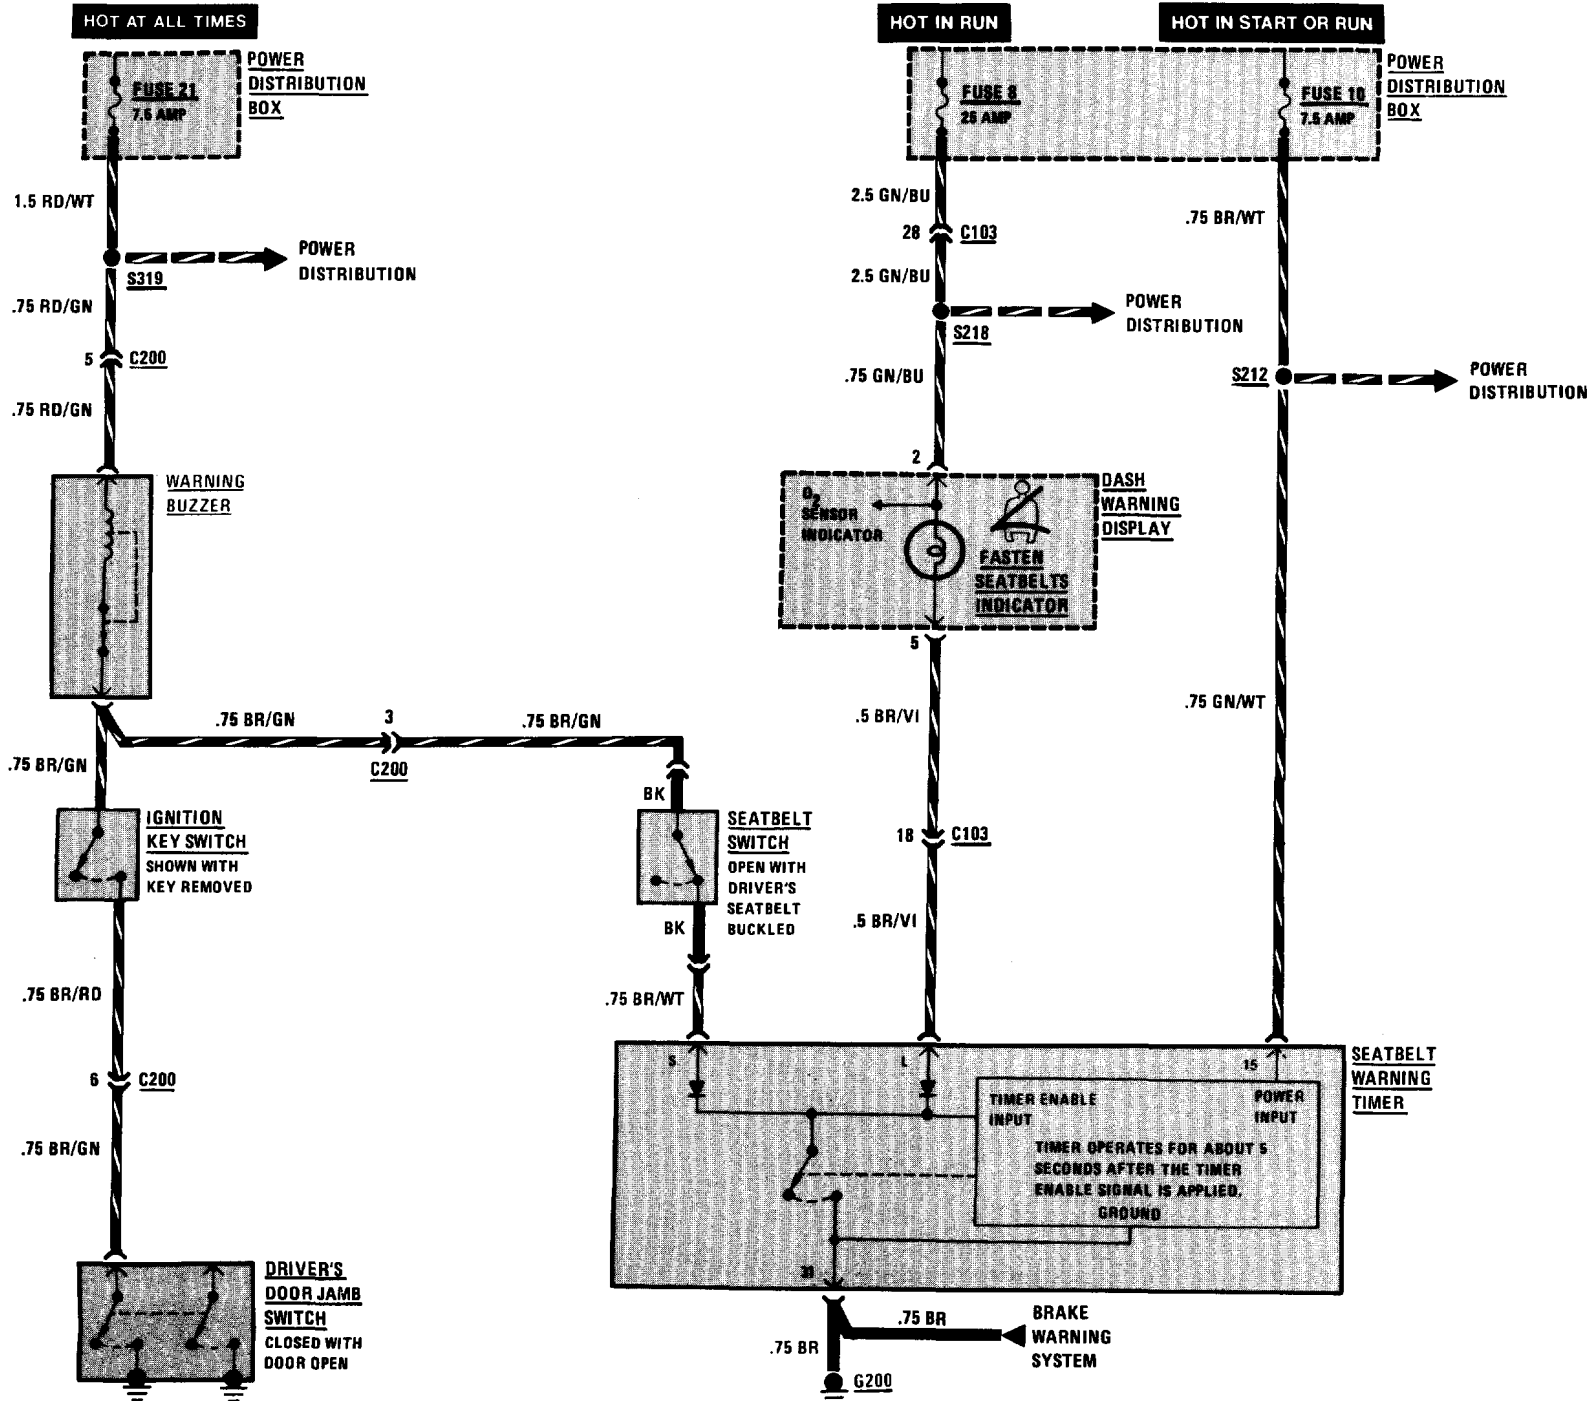 HOT AT ALL TIMES
HOT IN RUN
HOT IN START OR RUN
FUSE 21
7.5 AMP
POWER
DISTRIBUTION
BOX
FUSE 8
25 AMP
FUSE 10
7.5 AMP
POWER
DISTRIBUTION
BOX
1.5 RD/WT
S319
POWER
DISTRIBUTION
.75 RD/GN
5
C200
.75 RD/GN
WARNING
BUZZER
2.5 GN/BU
28
C103
2.5 GN/BU
S218
POWER
DISTRIBUTION
.75 GN/BU
2
.75 BR/WT
S212
POWER
DISTRIBUTION
O2
SENSOR
INDICATOR
FASTEN
SEATBELTS
INDICATOR
DASH
WARNING
DISPLAY
5
.5 BR/VI
18
C103
.5 BR/VI
.75 GN/WT
.75 BR/GN
3
.75 BR/GN
C200
.75 BR/GN
IGNITION
KEY SWITCH
SHOWN WITH
KEY REMOVED
BK
SEATBELT
SWITCH
OPEN WITH
DRIVER'S
SEATBELT
BUCKLED
BK
.75 BR/WT
.75 BR/RD
6
C200
.75 BR/GN
DRIVER'S
DOOR JAMB
SWITCH
CLOSED WITH
DOOR OPEN
S
L
15
SEATBELT
WARNING
TIMER
TIMER ENABLE
INPUT
POWER
INPUT
TIMER OPERATES FOR ABOUT 5
SECONDS AFTER THE TIMER
ENABLE SIGNAL IS APPLIED.
GROUND
31
.75 BR
.75 BR
BRAKE
WARNING
SYSTEM
G200